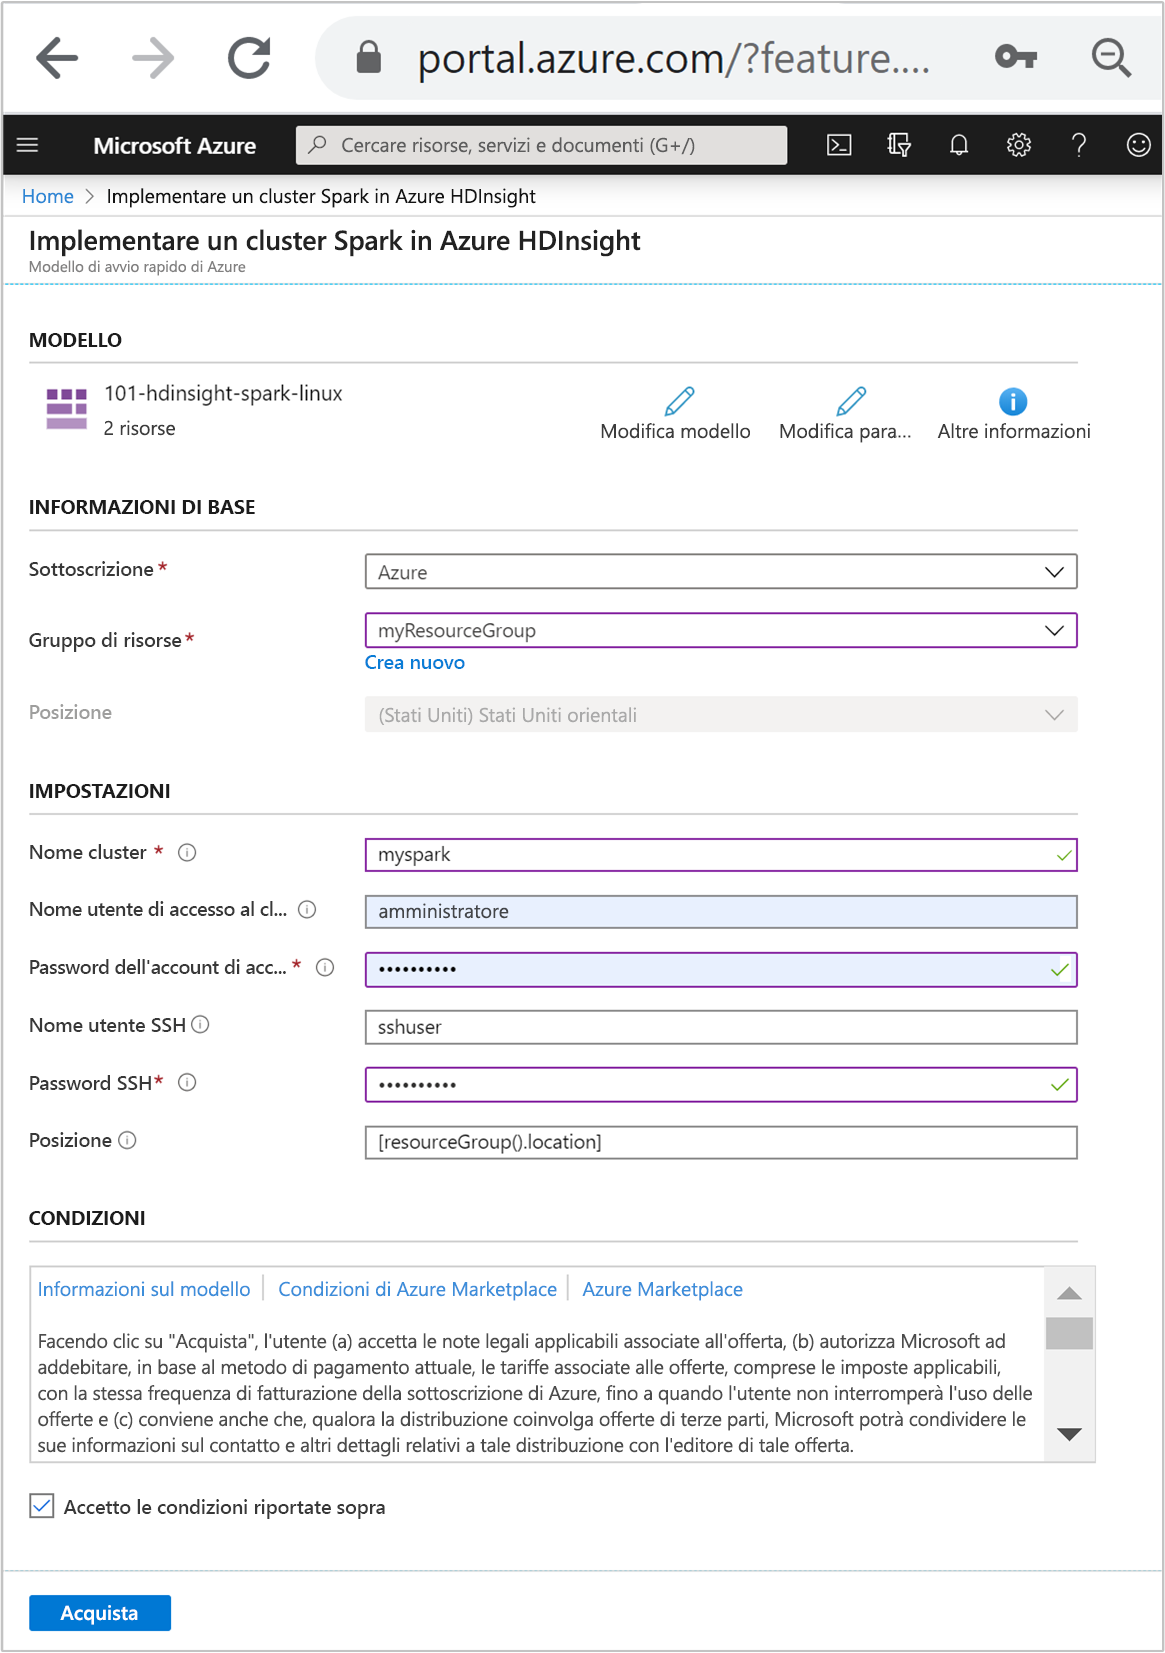 portal.azure.com/?feature....
Microsoft Azure
Cercare risorse, servizi e documenti (G+/)
Home > Implementare un cluster Spark in Azure HDInsight
Implementare un cluster Spark in Azure HDInsight
Modello di avvio rapido di Azure
MODELLO
101-hdinsight-spark-linux
2 risorse
Modifica modello
Modifica para...
Altre informazioni
INFORMAZIONI DI BASE
Sottoscrizione *
Azure
Gruppo di risorse *
myResourceGroup
Crea nuovo
Posizione
(Stati Uniti) Stati Uniti orientali
IMPOSTAZIONI
Nome cluster *
myspark
Nome utente di accesso al cl...
amministratore
Password dell'account di acc... *
••••••••••
Nome utente SSH
sshuser
Password SSH*
••••••••••
Posizione
[resourceGroup().location]
CONDIZIONI
Informazioni sul modello | Condizioni di Azure Marketplace | Azure Marketplace
Facendo clic su "Acquista", l'utente (a) accetta le note legali applicabili associate all'offerta, (b) autorizza Microsoft ad
addebitare, in base al metodo di pagamento attuale, le tariffe associate alle offerte, comprese le imposte applicabili,
con la stessa frequenza di fatturazione della sottoscrizione di Azure, fino a quando l'utente non interromperà l'uso delle
offerte e (c) conviene anche che, qualora la distribuzione coinvolga offerte di terze parti, Microsoft potrà condividere le
sue informazioni sul contatto e altri dettagli relativi a tale distribuzione con l'editore di tale offerta.
Accetto le condizioni riportate sopra
Acquista